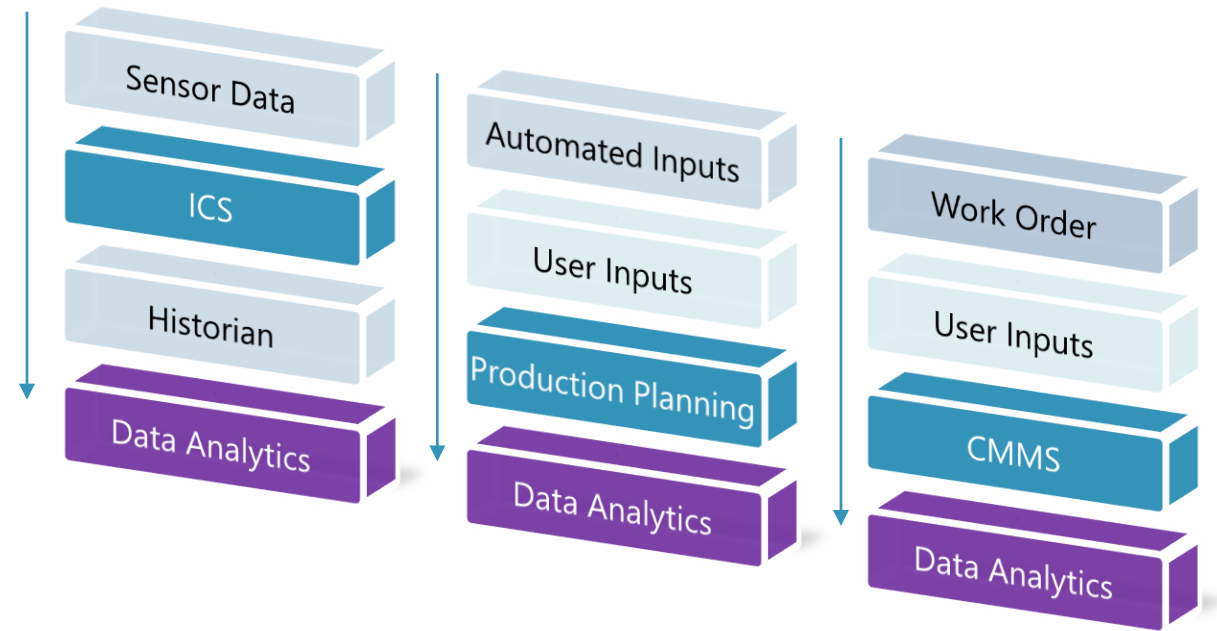 Sensor Data
ICS
Historian
Data Analytics
Automated Inputs
User Inputs
Production Planning
Data Analytics
Work Order
User Inputs
CMMS
Data Analytics